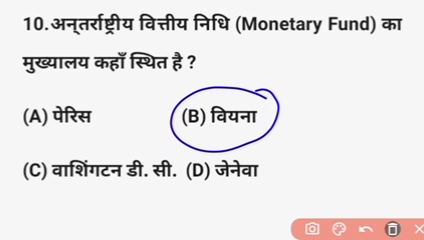 10.अन्तर्राष्ट्रीय वित्तीय निधि (Monetary Fund) का
मुख्यालय कहाँ स्थित है ?
(A) पेरिस (B) वियना
(C) वाशिंगटन डी. सी. (D) जेनेवा